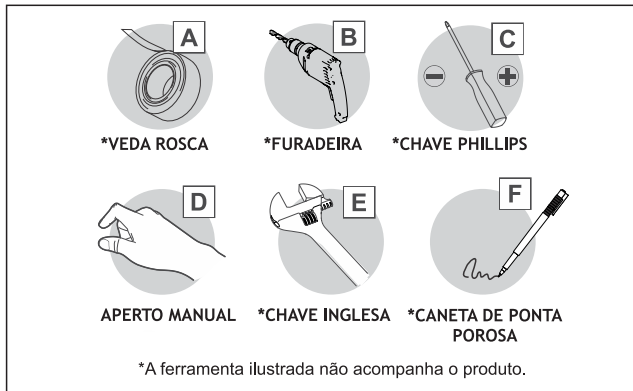 A B C
*VEDA ROSCA *FURADEIRA *CHAVE PHILLIPS
D E F
APERTO MANUAL *CHAVE INGLESA *CANETA DE PONTA
POROSA
*A ferramenta ilustrada não acompanha o produto.